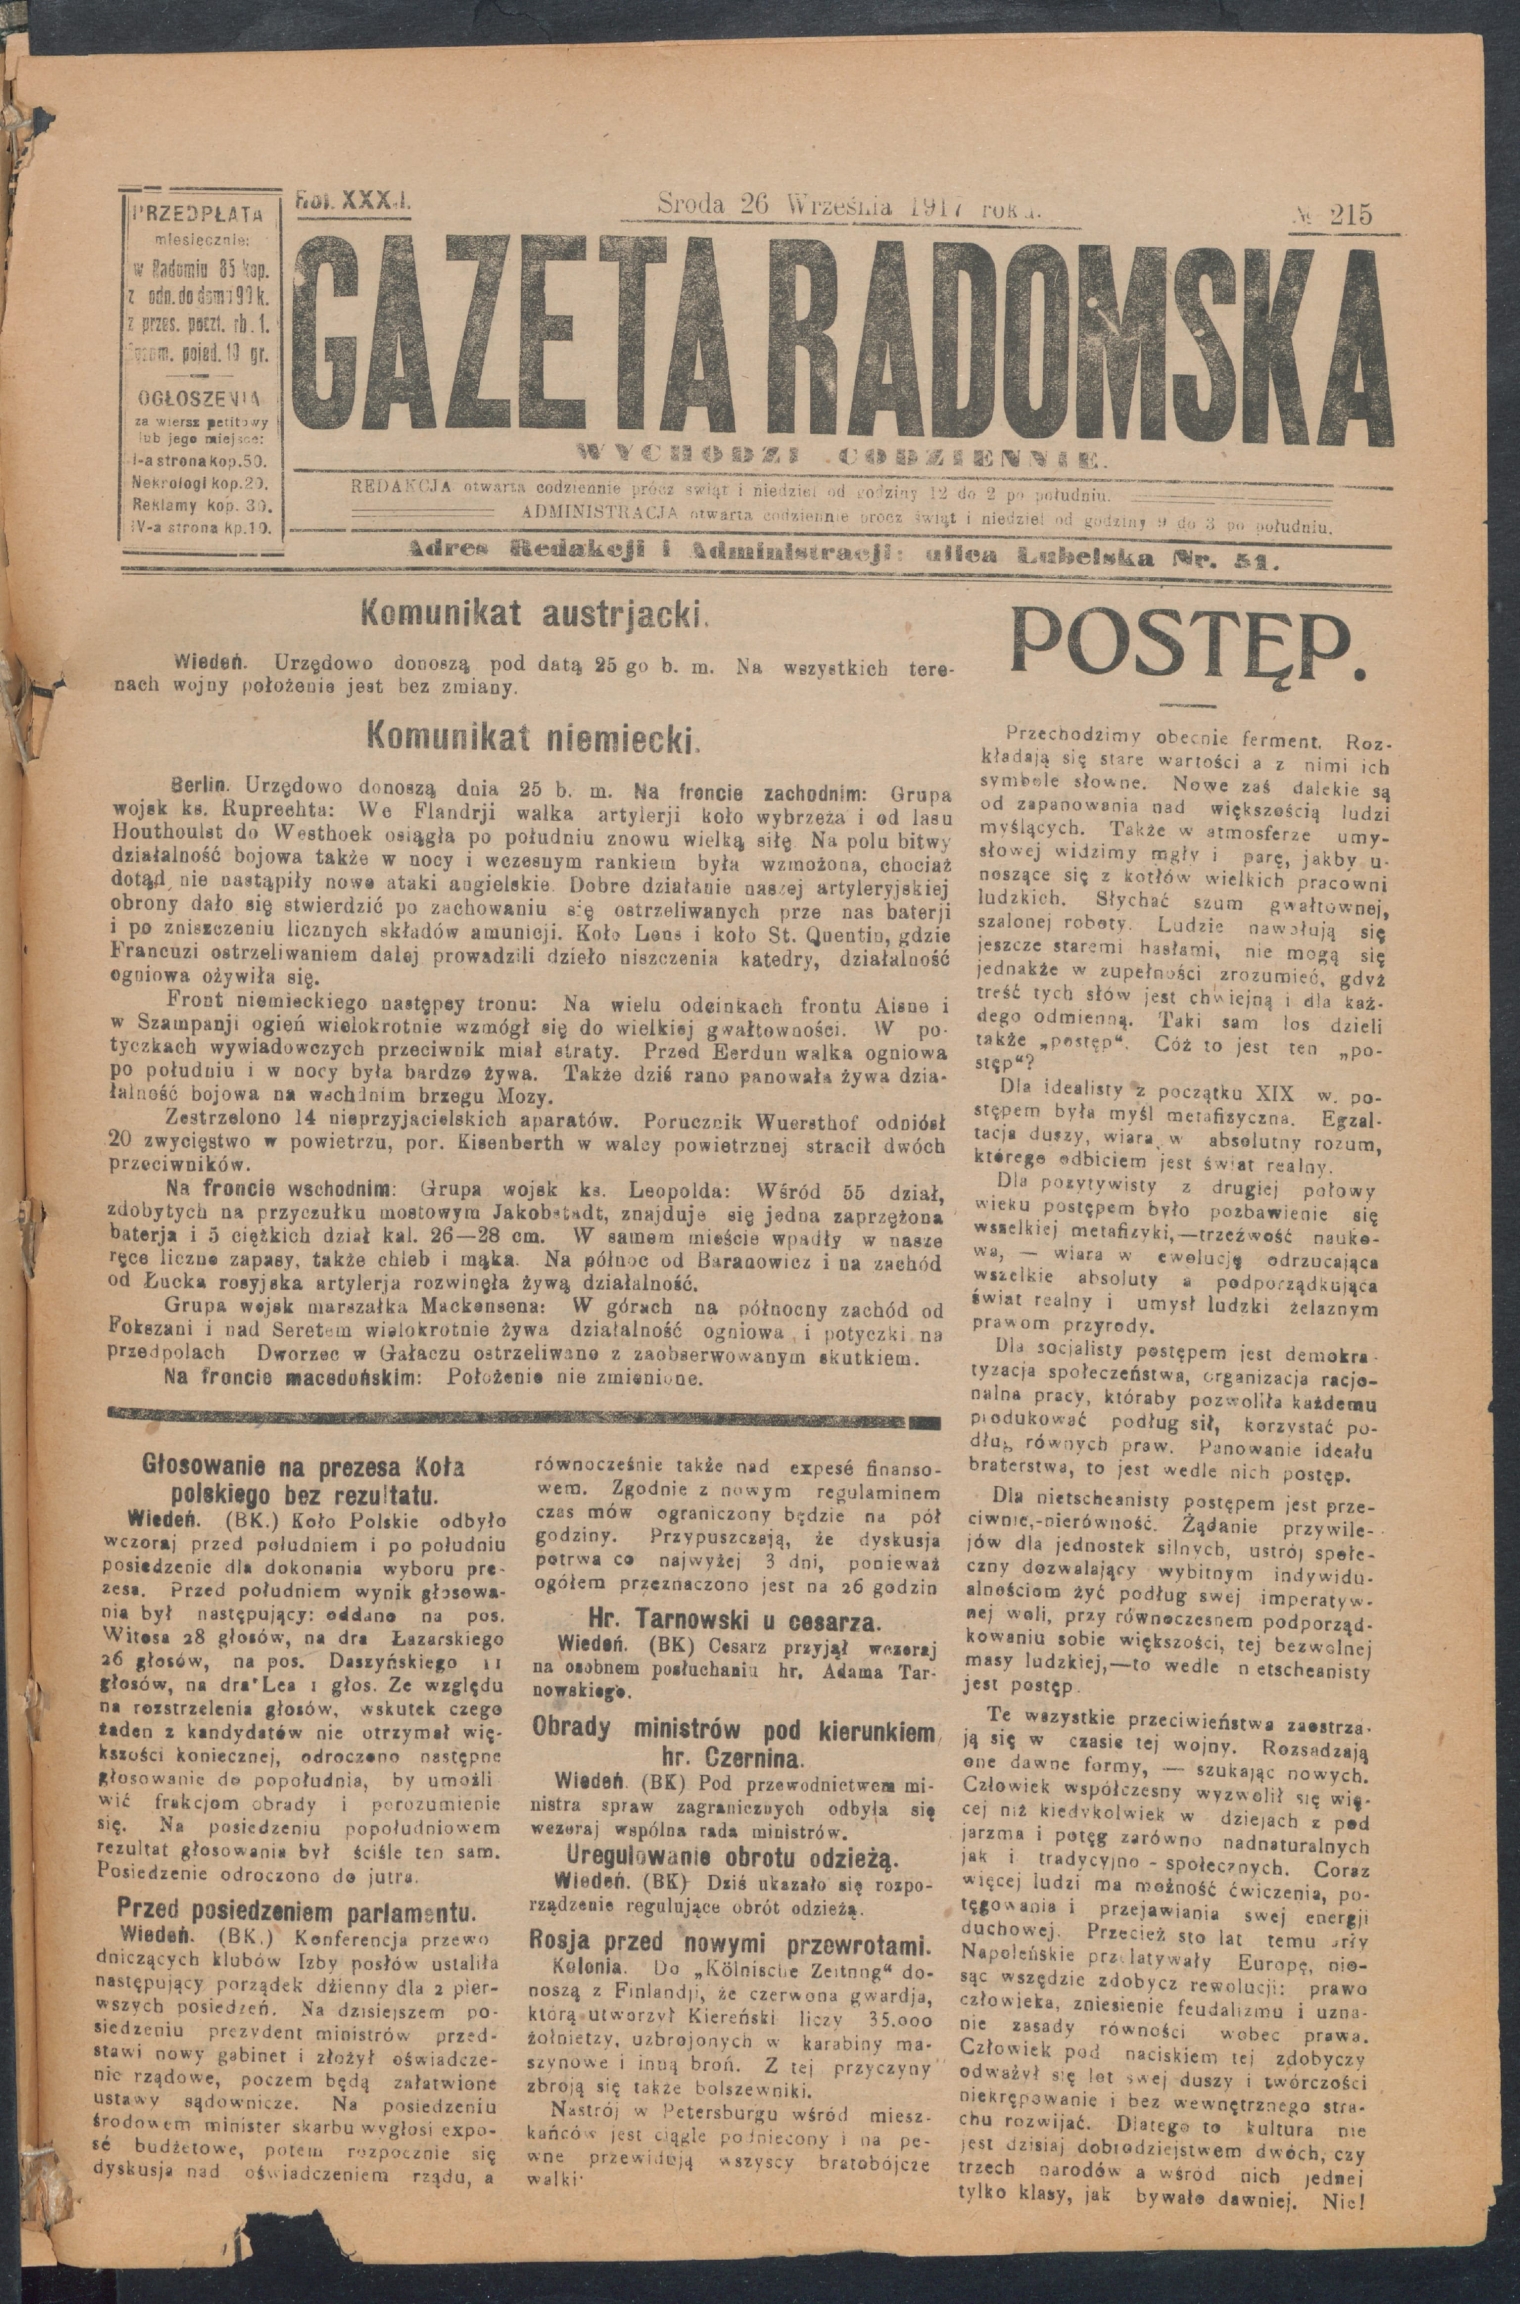 PRZEDPŁATA
miesięcznie:
w Radomiu 85 kop.
z odn. do domu 90 k.
z przes. poczt. rb. 1.
Egzem. pojed. 10 gr.
OGŁOSZENIA
za wiersz petitowy
lub jego miejsce:
I-a strona kop. 50.
Nekrologi kop. 20.
Reklamy kop. 30.
IV-a strona kp. 10.
Rok XXXI.
Sroda 26 Września 1917 roku.
№ 215
GAZETA RADOMSKA
WYCHODZI CODZIENNIE.
REDAKCJA otwarta codziennie prócz świąt i niedziel od godziny 12 do 2 po południu.
ADMINISTRACJA otwarta codziennie prócz świąt i niedziel od godziny 9 do 3 po południu.
Adres Redakcji i Administracji: ulica Lubelska Nr. 51.
Komunikat austrjacki.
Wiedeń. Urzędowo donoszą pod datą 25 go b. m. Na wszystkich tere-
nach wojny położenie jest bez zmiany.
Komunikat niemiecki.
Berlin. Urzędowo donoszą dnia 25 b. m. Na froncie zachodnim: Grupa
wojsk ks. Ruprechta: We Flandrji walka artylerji koło wybrzeża i od lasu
Houthoulst do Westhoek osiągła po południu znowu wielką siłę. Na polu bitwy
działalność bojowa także w nocy i wczesnym rankiem była wzmożona, chociaż
dotąd nie nastąpiły nowe ataki angielskie. Dobre działanie naszej artyleryjskiej
obrony dało się stwierdzić po zachowaniu się ostrzeliwanych prze nas baterji
i po zniszczeniu licznych składów amunicji. Koło Lens i koło St. Quentin, gdzie
Francuzi ostrzeliwaniem dalej prowadzili dzieło niszczenia katedry, działalność
ogniowa ożywiła się.
Front niemieckiego następcy tronu: Na wielu odcinkach frontu Aisne i
w Szampanji ogień wielokrotnie wzmógł się do wielkiej gwałtowności. W po-
tyczkach wywiadowczych przeciwnik miał straty. Przed Eerdun walka ogniowa
po południu i w nocy była bardzo żywa. Także dziś rano panowała żywa dzia-
łalność bojowa na wschdnim brzegu Mozy.
Zestrzelono 14 nieprzyjacielskich aparatów. Porucznik Wuersthof odniósł
20 zwycięstwo w powietrzu, por. Kisenberth w walcy powietrznej stracił dwóch
przeciwników.
Na froncie wschodnim: Grupa wojsk ks. Leopolda: Wśród 55 dział,
zdobytych na przyczułku mostowym Jakobstadt, znajduje się jedna zaprzężona
baterja i 5 ciężkich dział kal. 26—28 cm. W samem mieście wpadły w nasze
ręce liczne zapasy, także chleb i mąka. Na północ od Baranowicz i na zachód
od Łucka rosyjska artylerja rozwinęła żywą działalność.
Grupa wojsk marszałka Mackensena: W górach na północny zachód od
Fokszani i nad Seretem wielokrotnie żywa działalność ogniowa i potyczki na
przedpolach Dworzec w Gałaczu ostrzeliwano z zaobserwowanym skutkiem.
Na froncie macedońskim: Położenie nie zmienione.
Głosowanie na prezesa Koła
polskiego bez rezultatu.
Wiedeń. (BK.) Koło Polskie odbyło
wczoraj przed południem i po południu
posiedzenie dla dokonania wyboru pre-
zesa. Przed południem wynik głosowa-
nia był następujący: oddano na pos.
Witosa 28 głosów, na dra Łazarskiego
26 głosów, na pos. Daszyńskiego 11
głosów, na dra Lea 1 głos. Ze względu
na rozstrzelenia głosów, wskutek czego
żaden z kandydatów nie otrzymał wię-
kszości koniecznej, odroczono następne
głosowanie do popołudnia, by umożli
wić frakcjom obrady i porozumienie
się. Na posiedzeniu popołudniowem
rezultat głosowania był ściśle ten sam.
Posiedzenie odroczono do jutra.
Przed posiedzeniem parlamentu.
Wiedeń. (BK.) Konferencja przewo
dniczących klubów Izby posłów ustaliła
następujący porządek dzienny dla 2 pier-
wszych posiedzeń. Na dzisiejszem po-
siedzeniu prezydent ministrów przed-
stawi nowy gabinet i złożył oświadcze-
nie rządowe, poczem będą załatwione
ustawy sądownicze. Na posiedzeniu
środowem minister skarbu wygłosi expo-
sé budżetowe, potem rozpocznie się
dyskusja nad oświadczeniem rządu, a
równocześnie także nad expesé finanso-
wem. Zgodnie z nowym regulaminem
czas mów ograniczony będzie na pół
godziny. Przypuszczają, że dyskusja
potrwa co najwyżej 3 dni, ponieważ
ogółem przeznaczono jest na 26 godzin
Hr. Tarnowski u cesarza.
Wiedeń. (BK) Cesarz przyjął wczoraj
na osobnem posłuchaniu hr. Adama Tar-
nowskiego.
Obrady ministrów pod kierunkiem
hr. Czernina.
Wiedeń. (BK) Pod przewodnictwem mi-
nistra spraw zagranicznych odbyła się
wczoraj wspólna rada ministrów.
Uregulowanie obrotu odzieżą.
Wiedeń. (BK) Dziś ukazało się rozpo-
rządzenie regulujące obrót odzieżą.
Rosja przed nowymi przewrotami.
Kolonia. Do „Kölnische Zeitnng“ do-
noszą z Finlandji, że czerwona gwardja,
którą utworzył Kiereński liczy 35.000
żołnietzy, uzbrojonych w karabiny ma-
szynowe i inną broń. Z tej przyczyny
zbroją się także bolszewniki.
Nastrój w Petersburgu wśród miesz-
kańców jest ciągle podniecony i na pe-
wne przewidują wszyscy bratobójcze
walki
POSTĘP.
Przechodzimy obecnie ferment. Roz-
kładają się stare wartości a z nimi ich
symbole słowne. Nowe zaś dalekie są
od zapanowania nad większością ludzi
myślących. Także w atmosferze umy-
słowej widzimy mgły i parę, jakby u-
noszące się z kotłów wielkich pracowni
ludzkich. Słychać szum gwałtownej,
szalonej roboty. Ludzie nawołują się
jeszcze staremi hasłami, nie mogą się
jednakże w zupełności zrozumieć, gdyż
treść tych słów jest chwiejną i dla każ-
dego odmienną. Taki sam los dzieli
także „postęp“. Cóż to jest ten „po-
stęp“?
Dla idealisty z początku XIX w. po-
stępem była myśl metafizyczna. Egzal-
tacja duszy, wiara w absolutny rozum,
którego odbiciem jest świat realny.
Dla pozytywisty z drugiej połowy
wieku postępem było pozbawienie się
wszelkiej metafizyki,—trzeźwość nauko-
wa, — wiara w ewolucję odrzucająca
wszelkie absoluty a podporządkująca
świat realny i umysł ludzki żelaznym
prawom przyrody.
Dla socjalisty postępem jest demokra-
tyzacja społeczeństwa, organizacja racjo-
nalna pracy, któraby pozwoliła każdemu
produkować podług sił, korzystać po-
dług równych praw. Panowanie ideału
braterstwa, to jest wedle nich postęp.
Dla nietscheanisty postępem jest prze-
ciwnie,-nierówność. Żądanie przywile-
jów dla jednostek silnych, ustrój społe-
czny dozwalający wybitnym indywidu-
alnościom żyć podług swej imperatyw-
nej woli, przy równoczesnem podporząd-
kowaniu sobie większości, tej bezwolnej
masy ludzkiej,—to wedle n etscheanisty
jest postęp.
Te wszystkie przeciwieństwa zaostrza-
ją się w czasie tej wojny. Rozsadzają
one dawne formy, — szukając nowych.
Człowiek współczesny wyzwolił się wię-
cej niż kiedykolwiek w dziejach z pod
jarzma i potęg zarówno nadnaturalnych
jak i tradycyjno - społecznych. Coraz
więcej ludzi ma możność ćwiczenia, po-
tęgowania i przejawiania swej energji
duchowej. Przecież sto lat temu orły
Napoleńskie przelatywały Europę, nio-
sąc wszędzie zdobycz rewolucji: prawo
człowieka, zniesienie feudalizmu i uzna-
nie zasady równości wobec prawa.
Człowiek pod naciskiem tej zdobyczy
odważył się lot swej duszy i twórczości
niekrępowanie i bez wewnętrznego stra-
chu rozwijać. Dlatego to kultura nie
jest dzisiaj dobrodziejstwem dwóch, czy
trzech narodów a wśród nich jednej
tylko klasy, jak bywało dawniej. Nie!